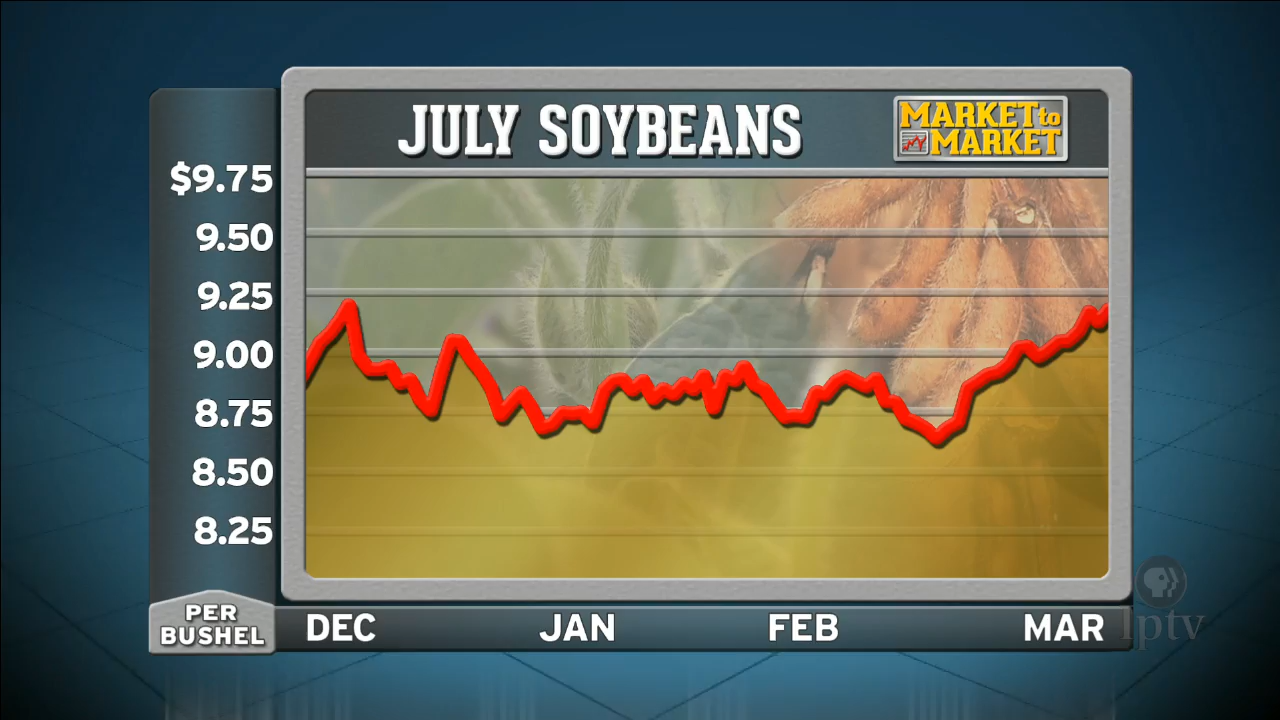 JULY SOYBEANS
MARKET to
MARKET
$9.75
9.50
9.25
9.00
8.75
8.50
8.25
PER
BUSHEL
DEC JAN FEB MAR
iptv